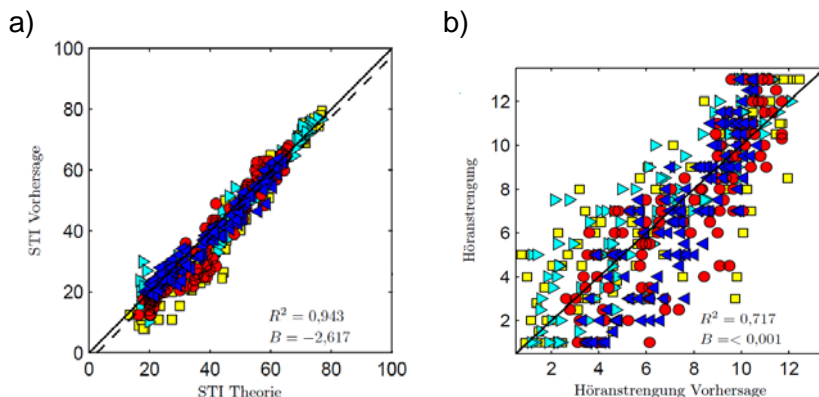 a)
100
80
60
40
20
0
STI Vorhersage
0 20 40 60 80 100
STI Theorie
R² = 0,943
B = −2,617
b)
12
10
8
6
4
2
Höranstrengung
2 4 6 8 10 12
Höranstrengung Vorhersage
R² = 0,717
B =< 0,001